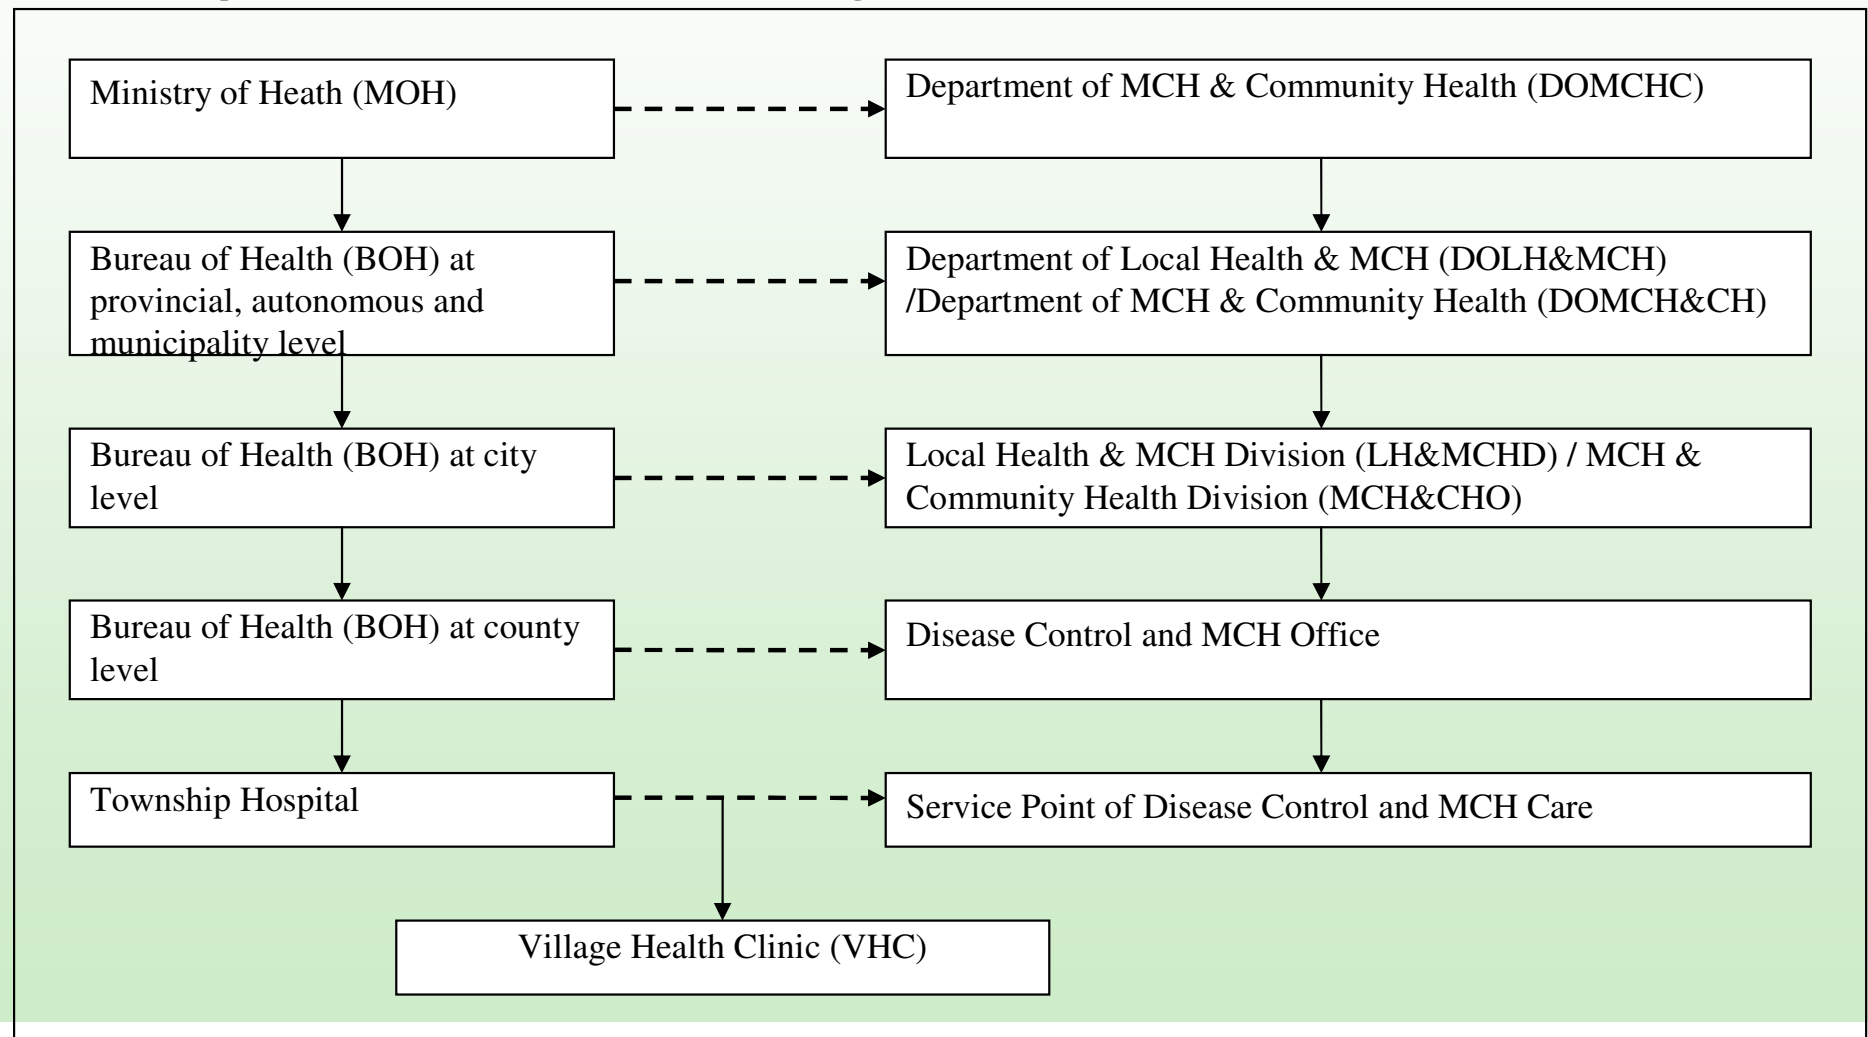 Ministry of Heath (MOH)
Department of MCH & Community Health (DOMCHC)
Bureau of Health (BOH) at
provincial, autonomous and
municipality level
Department of Local Health & MCH (DOLH&MCH)
/Department of MCH & Community Health (DOMCH&CH)
Bureau of Health (BOH) at city
level
Local Health & MCH Division (LH&MCHD) / MCH &
Community Health Division (MCH&CHO)
Bureau of Health (BOH) at county
level
Disease Control and MCH Office
Township Hospital
Service Point of Disease Control and MCH Care
Village Health Clinic (VHC)